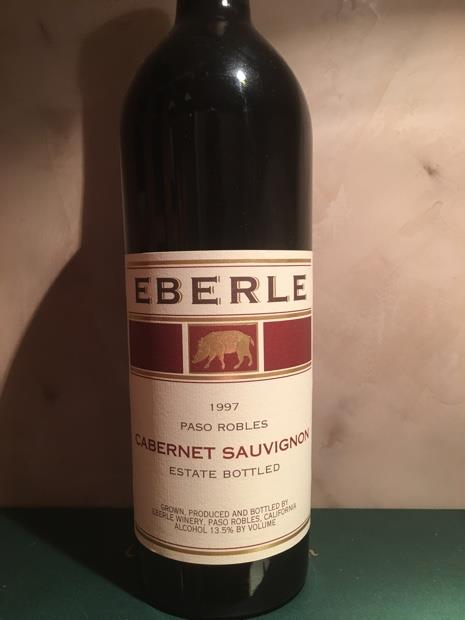 EBERLE
1997
PASO ROBLES
CABERNET SAUVIGNON
ESTATE BOTTLED
GROWN, PRODUCED AND BOTTLED BY
EBERLE WINERY, PASO ROBLES, CALIFORNIA
ALCOHOL 13.5% BY VOLUME